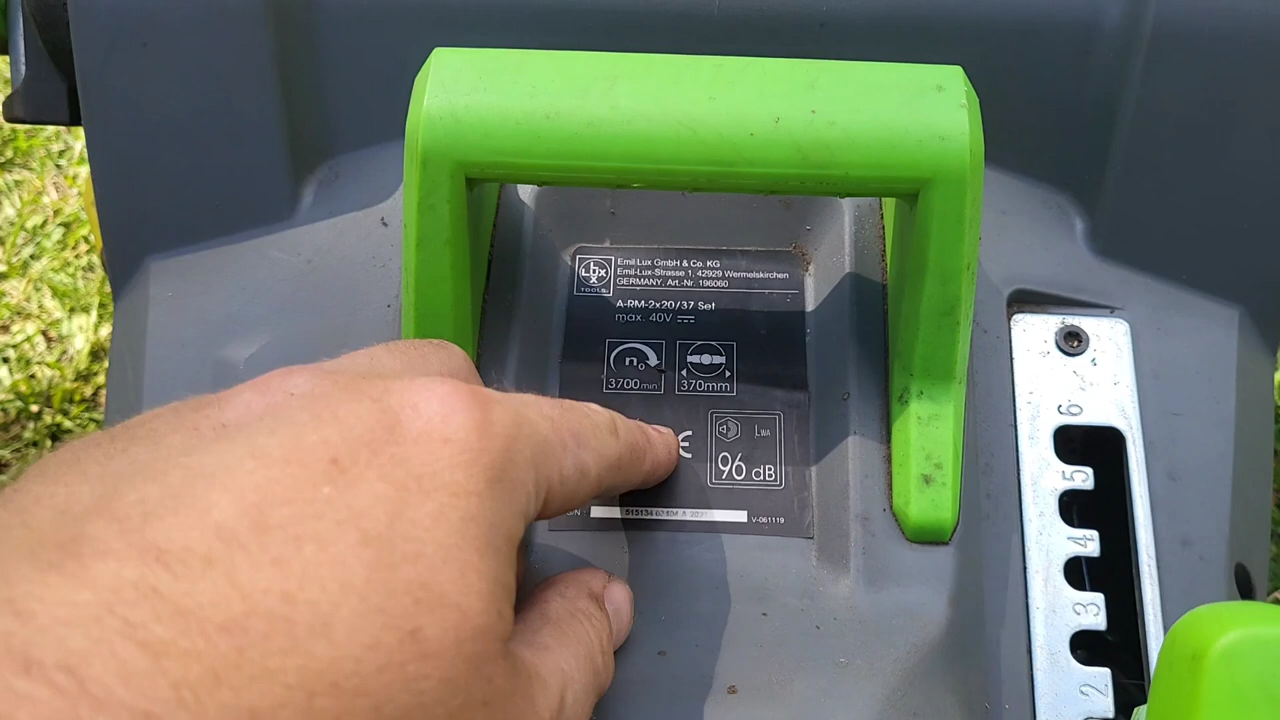 LUX
TOOLS
Emil Lux GmbH & Co. KG
Emil-Lux-Strasse 1, 42929 Wermelskirchen
GERMANY, Art.-Nr. 196060
A-RM-2x20/37 Set
max. 40V
n₀
3700min
370mm
CE
LWA
96 dB
V-061119
6
5
4
3
2